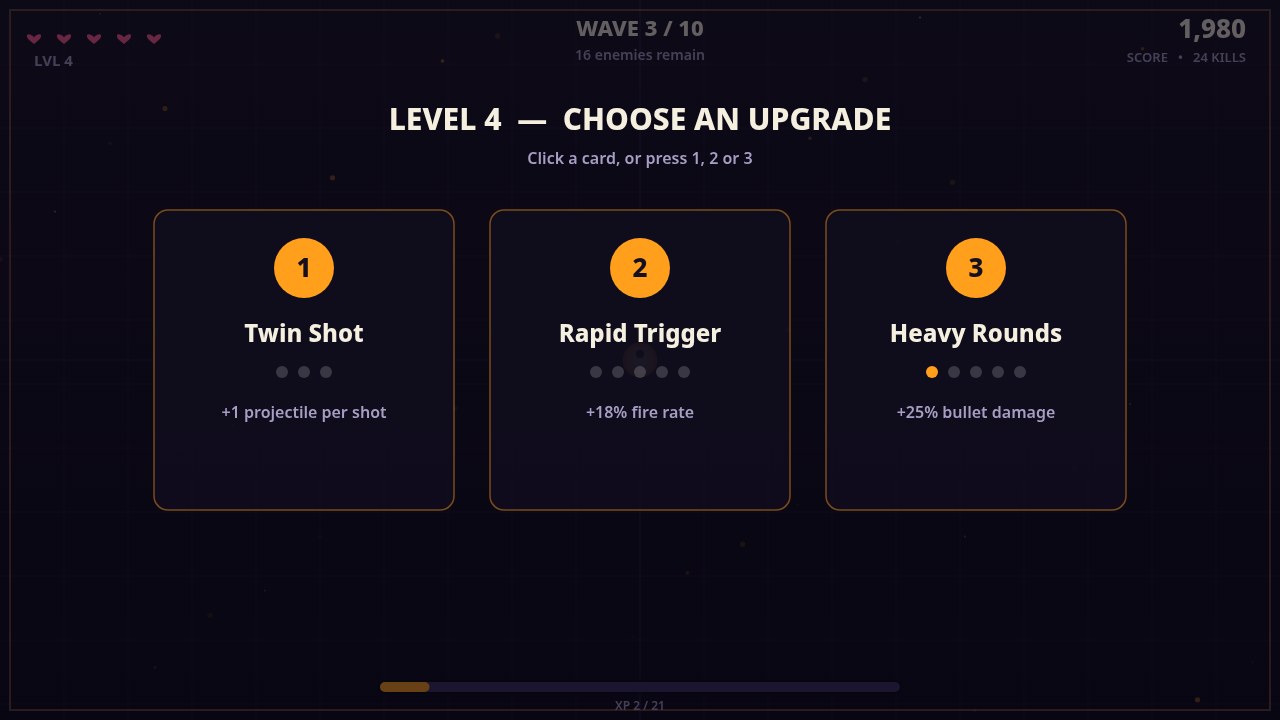 WAVE 3 / 10
16 enemies remain
LVL 4
1,980
SCORE • 24 KILLS
LEVEL 4 — CHOOSE AN UPGRADE
Click a card, or press 1, 2 or 3
1
Twin Shot
+1 projectile per shot
2
Rapid Trigger
+18% fire rate
3
Heavy Rounds
+25% bullet damage
XP 2 / 21